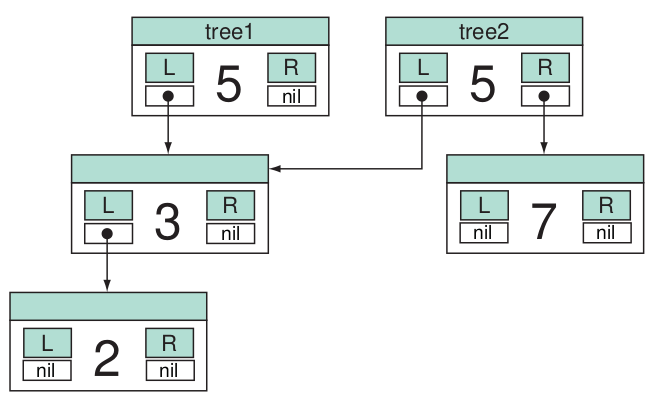 tree1
tree2
L 5 R
nil
L 5 R
L 3 R
nil
L 7 R
nil nil
L 2 R
nil nil